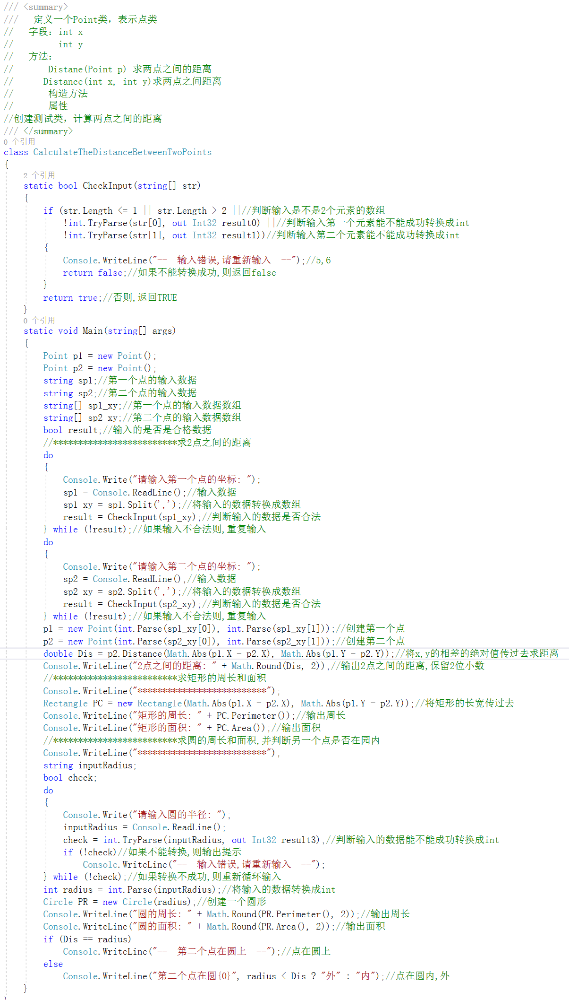 /// <summary>
///   定义一个Point类，表示点类
//   字段：int x
//         int y
//   方法：
//       Distane(Point p) 求两点之间的距离
//      Distance(int x, int y)求两点之间距离
//       构造方法
//       属性
//创建测试类，计算两点之间的距离
/// </summary>
0 个引用
class CalculateTheDistanceBetweenTwoPoints
{
    2 个引用
    static bool CheckInput(string[] str)
    {
        if (str.Length <= 1 || str.Length > 2 ||//判断输入是不是2个元素的数组
            !int.TryParse(str[0], out Int32 result0) ||//判断输入第一个元素能不能成功转换成int
            !int.TryParse(str[1], out Int32 result1))//判断输入第二个元素能不能成功转换成int
        {
            Console.WriteLine("--  输入错误,请重新输入  --");//5,6
            return false;//如果不能转换成功,则返回false
        }
        return true;//否则,返回TRUE
    }
    0 个引用
    static void Main(string[] args)
    {
        Point p1 = new Point();
        Point p2 = new Point();
        string sp1;//第一个点的输入数据
        string sp2;//第二个点的输入数据
        string[] sp1_xy;//第一个点的输入数据数组
        string[] sp2_xy;//第二个点的输入数据数组
        bool result;//输入的是否是合格数据
        //*************************求2点之间的距离
        do
        {
            Console.Write("请输入第一个点的坐标: ");
            sp1 = Console.ReadLine();//输入数据
            sp1_xy = sp1.Split(',');//将输入的数据转换成数组
            result = CheckInput(sp1_xy);//判断输入的数据是否合法
        } while (!result);//如果输入不合法则,重复输入
        do
        {
            Console.Write("请输入第二个点的坐标: ");
            sp2 = Console.ReadLine();//输入数据
            sp2_xy = sp2.Split(',');//将输入的数据转换成数组
            result = CheckInput(sp2_xy);//判断输入的数据是否合法
        } while (!result);//如果输入不合法则,重复输入
        p1 = new Point(int.Parse(sp1_xy[0]), int.Parse(sp1_xy[1]));//创建第一个点
        p2 = new Point(int.Parse(sp2_xy[0]), int.Parse(sp2_xy[1]));//创建第二个点
        double Dis = p2.Distance(Math.Abs(p1.X - p2.X), Math.Abs(p1.Y - p2.Y));//将x,y的相差的绝对值传过去求距离
        Console.WriteLine("2点之间的距离: " + Math.Round(Dis, 2));//输出2点之间的距离,保留2位小数
        //*************************求矩形的周长和面积
        Console.WriteLine("**************************");
        Rectangle PC = new Rectangle(Math.Abs(p1.X - p2.X), Math.Abs(p1.Y - p2.Y));//将矩形的长宽传过去
        Console.WriteLine("矩形的周长: " + PC.Perimeter());//输出周长
        Console.WriteLine("矩形的面积: " + PC.Area());//输出面积
        //*************************求圆的周长和面积,并判断另一个点是否在园内
        Console.WriteLine("**************************");
        string inputRadius;
        bool check;
        do
        {
            Console.Write("请输入圆的半径: ");
            inputRadius = Console.ReadLine();
            check = int.TryParse(inputRadius, out Int32 result3);//判断输入的数据能不能成功转换成int
            if (!check)//如果不能转换,则输出提示
                Console.WriteLine("--  输入错误,请重新输入  --");
        } while (!check);//如果转换不成功,则重新循环输入
        int radius = int.Parse(inputRadius);//将输入的数据转换成int
        Circle PR = new Circle(radius);//创建一个圆形
        Console.WriteLine("圆的周长: " + Math.Round(PR.Perimeter(), 2));//输出周长
        Console.WriteLine("圆的面积: " + Math.Round(PR.Area(), 2));//输出面积
        if (Dis == radius)
            Console.WriteLine("--  第二个点在圆上  --");//点在圆上
        else
            Console.WriteLine("第二个点在圆{0}", radius < Dis ? "外" : "内");//点在圆内,外
    }
}